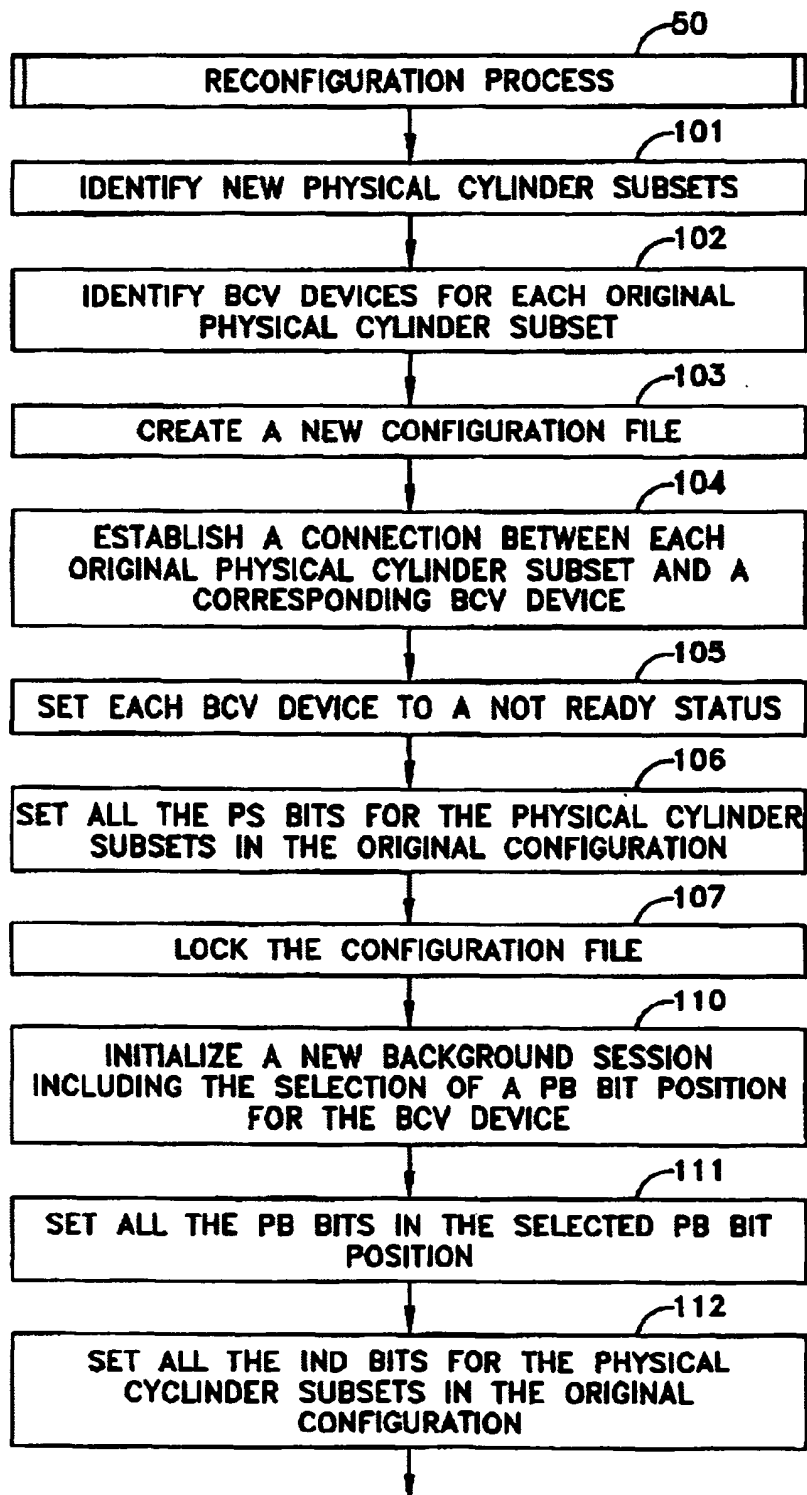 50
RECONFIGURATION PROCESS
101
IDENTIFY NEW PHYSICAL CYLINDER SUBSETS
102
IDENTIFY BCV DEVICES FOR EACH ORIGINAL
PHYSICAL CYLINDER SUBSET
103
CREATE A NEW CONFIGURATION FILE
104
ESTABLISH A CONNECTION BETWEEN EACH
ORIGINAL PHYSICAL CYLINDER SUBSET AND A
CORRESPONDING BCV DEVICE
105
SET EACH BCV DEVICE TO A NOT READY STATUS
106
SET ALL THE PS BITS FOR THE PHYSICAL CYLINDER
SUBSETS IN THE ORIGINAL CONFIGURATION
107
LOCK THE CONFIGURATION FILE
110
INITIALIZE A NEW BACKGROUND SESSION
INCLUDING THE SELECTION OF A PB BIT POSITION
FOR THE BCV DEVICE
111
SET ALL THE PB BITS IN THE SELECTED PB BIT
POSITION
112
SET ALL THE IND BITS FOR THE PHYSICAL
CYCLINDER SUBSETS IN THE ORIGINAL
CONFIGURATION